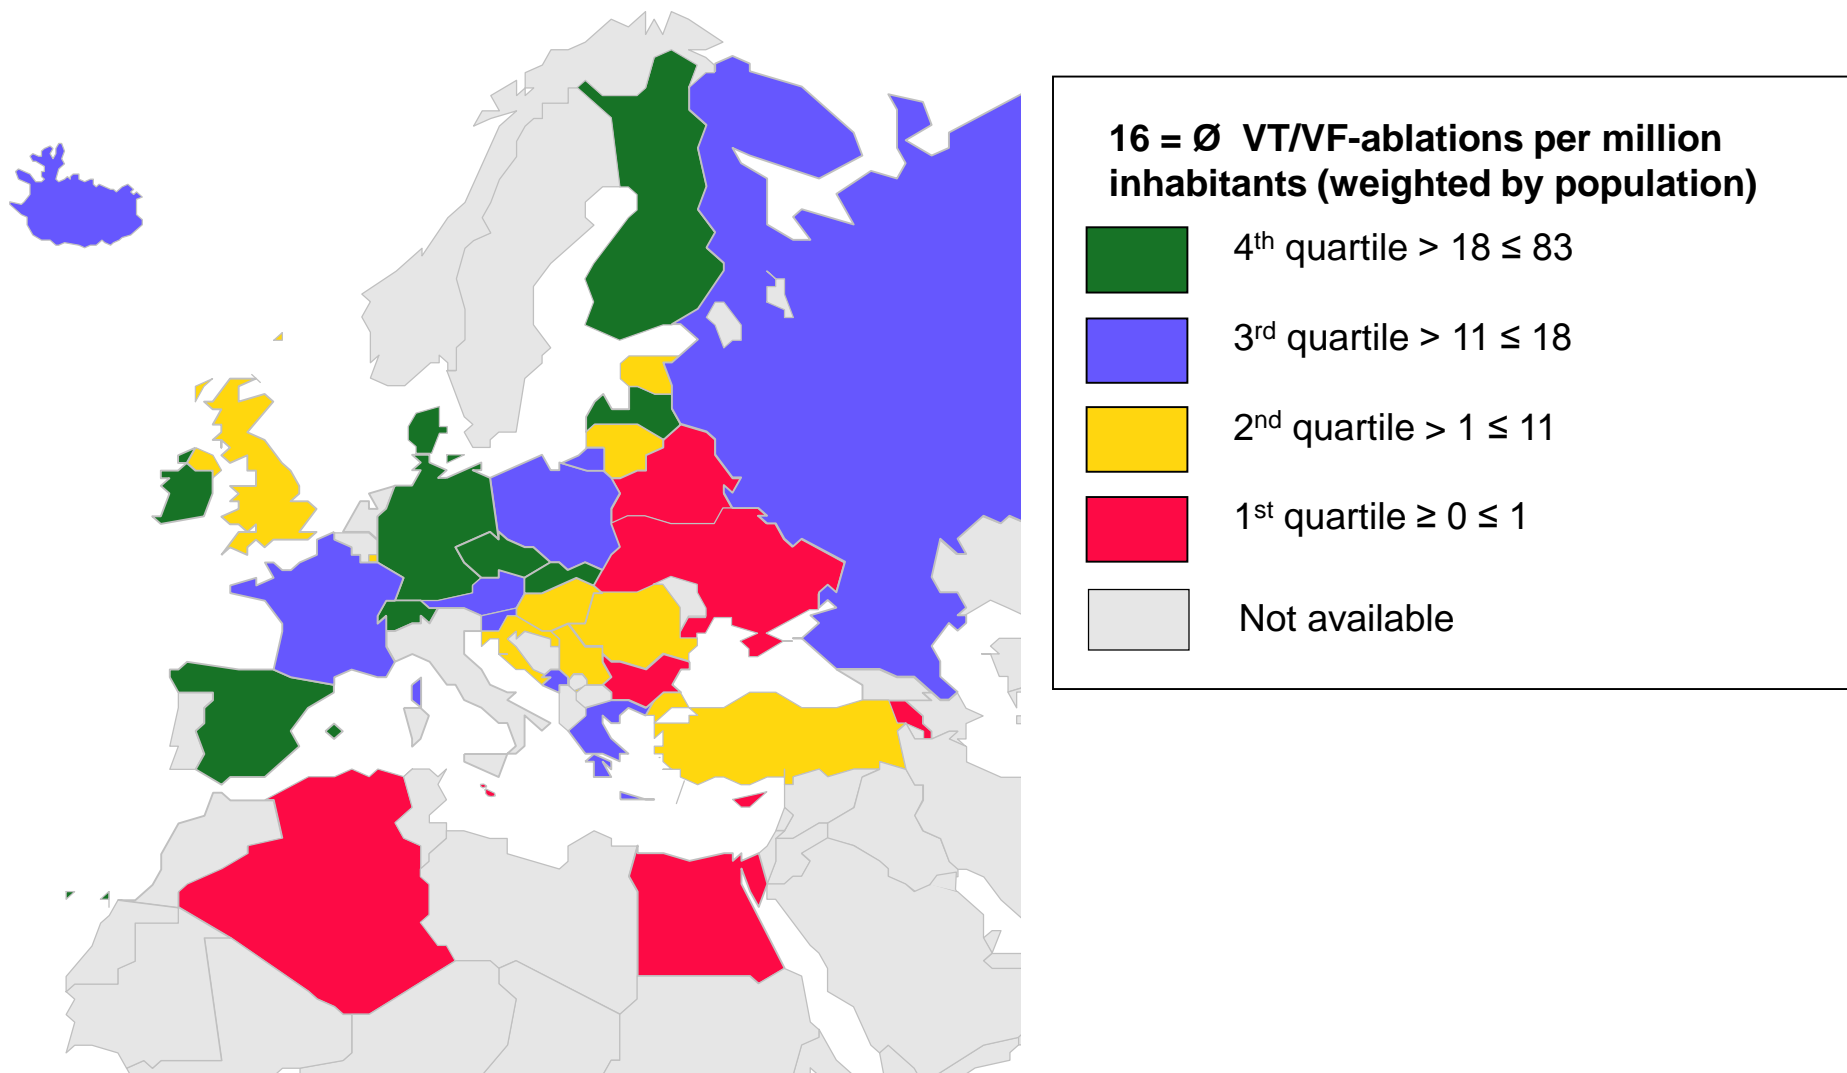 16 = Ø VT/VF-ablations per million
inhabitants (weighted by population)
4th quartile > 18 ≤ 83
3rd quartile > 11 ≤ 18
2nd quartile > 1 ≤ 11
1st quartile ≥ 0 ≤ 1
Not available